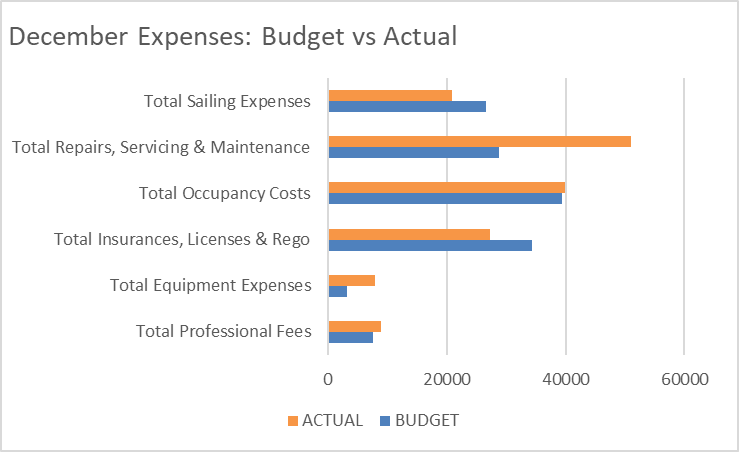 December Expenses: Budget vs Actual
Total Sailing Expenses
Total Repairs, Servicing & Maintenance
Total Occupancy Costs
Total Insurances, Licenses & Rego
Total Equipment Expenses
Total Professional Fees
0 20000 40000 60000
ACTUAL BUDGET